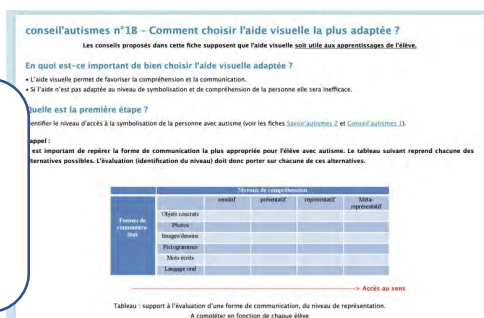 conseil'autismes n°18 – Comment choisir l'aide visuelle la plus adaptée ?
Les conseils proposés dans cette fiche supposent que l'aide visuelle soit utile aux apprentissages de l'élève.
En quoi est-ce important de bien choisir l'aide visuelle adaptée ?
• L'aide visuelle permet de favoriser la compréhension et la communication.
• Si l'aide n'est pas adaptée au niveau de symbolisation et de compréhension de la personne elle sera inefficace.
Quelle est la première étape ?
entifier le niveau d'accès à la symbolisation de la personne avec autisme (voir les fiches Savoir'autismes 2 et Conseil'autismes 1).
appel :
est important de repérer la forme de communication la plus appropriée pour l'élève avec autisme. Le tableau suivant reprend chacune des
lternatives possibles. L'évaluation (identification du niveau) doit donc porter sur chacune de ces alternatives.
Niveaux de compréhension
sensitif présentatif représentatif Méta-représentatif
Formes de communication
Objets concrets
Photos
Images/dessins
Pictogrammes
Mots écrits
Langage oral
> Accès au sens
Tableau : support à l'évaluation d'une forme de communication, du niveau de représentation.
A compléter en fonction de chaque élève